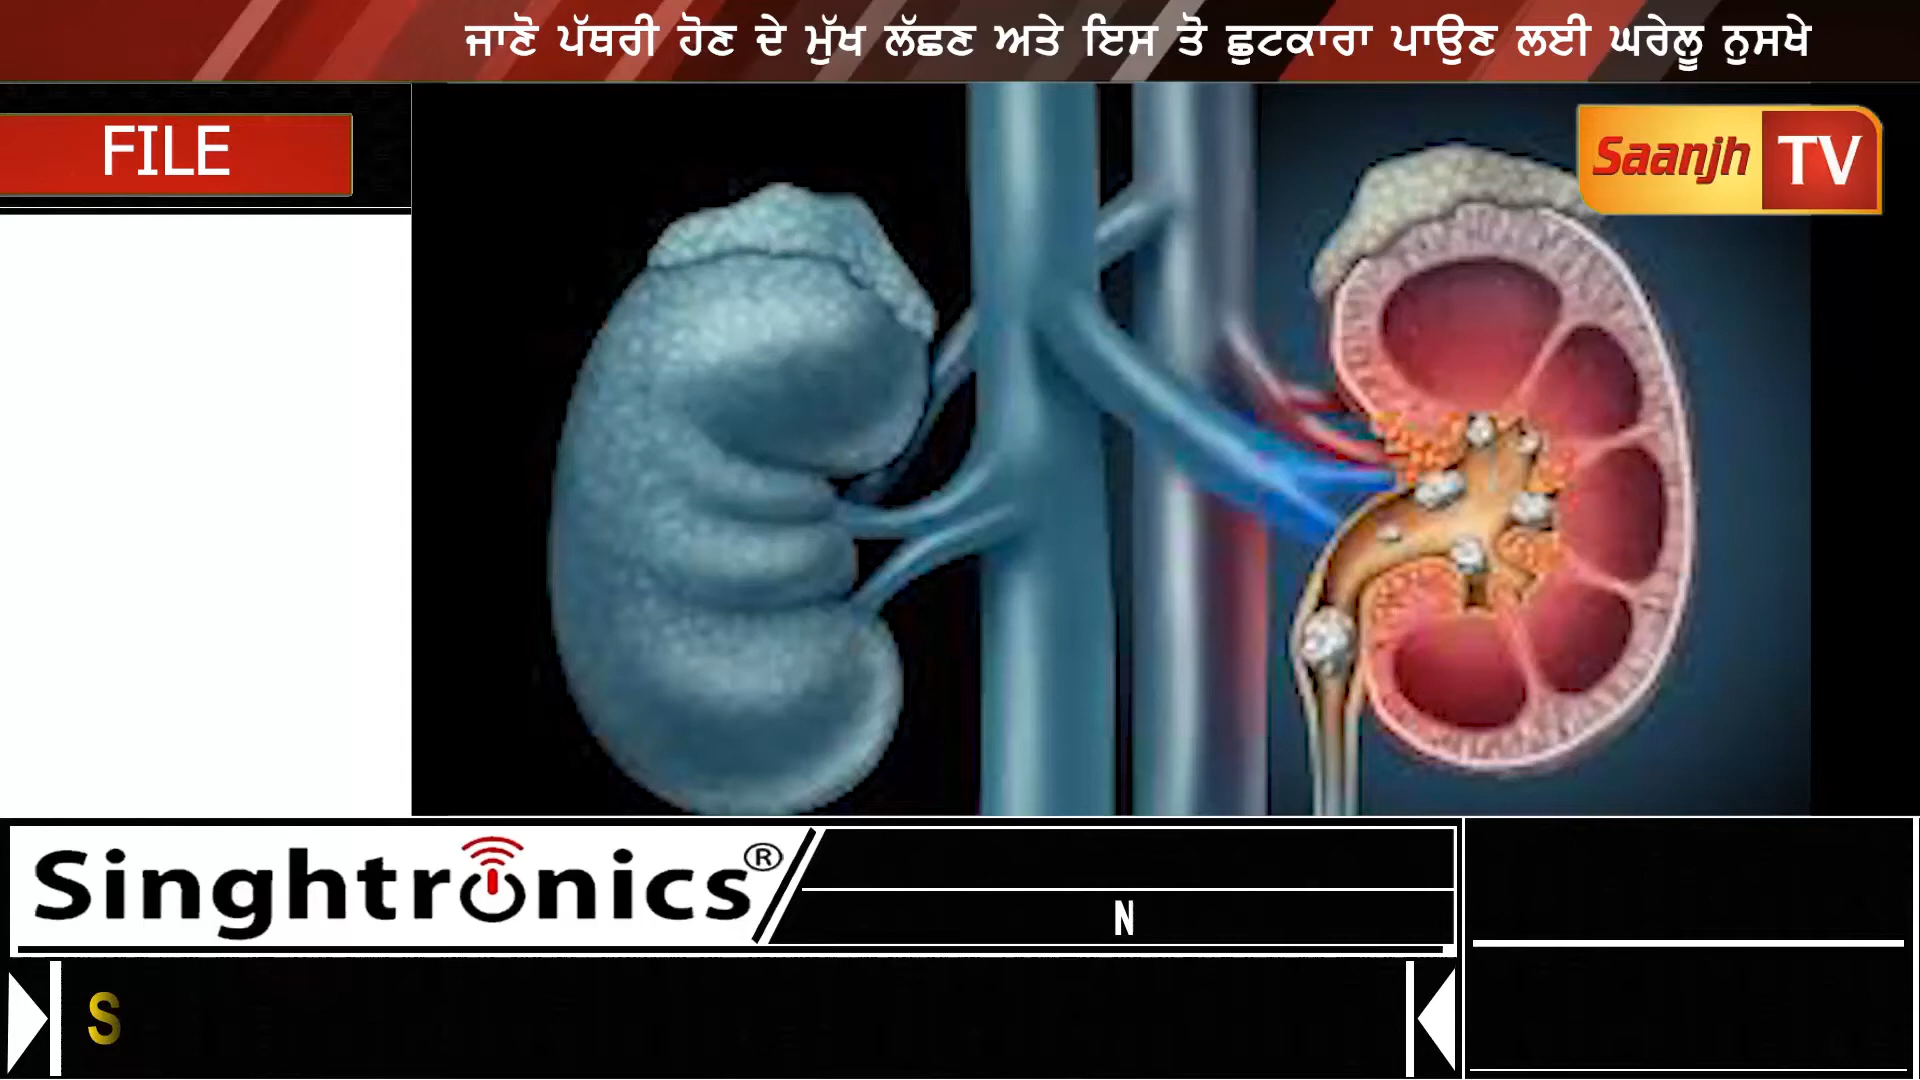 ਜਾਣੋ ਪੱਥਰੀ ਹੋਣ ਦੇ ਮੁੱਖ ਲੱਛਣ ਅਤੇ ਇਸ ਤੋ ਛੁਟਕਾਰਾ ਪਾਉਣ ਲਈ ਘਰੇਲੂ ਨੁਸਖੇ
FILE
Saanjh TV
Singhtronics®
N
S